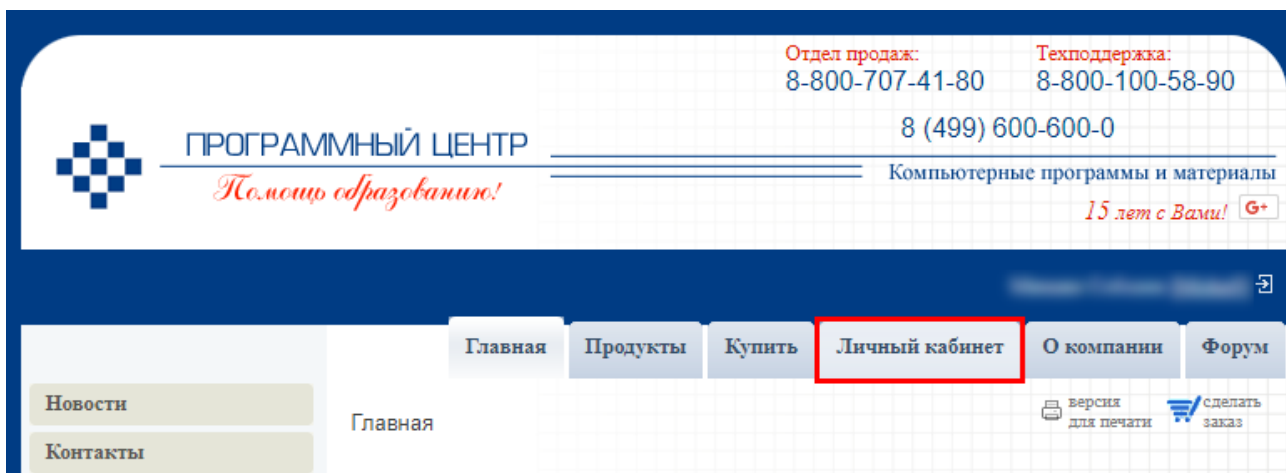 Отдел продаж:
8-800-707-41-80
Техподдержка:
8-800-100-58-90
8 (499) 600-600-0
ПРОГРАММНЫЙ ЦЕНТР
Помощь образованию!
Компьютерные программы и материалы
15 лет с Вами!
G+
Главная
Продукты
Купить
Личный кабинет
О компании
Форум
Новости
Контакты
Главная
версия
для печати
сделать
заказ